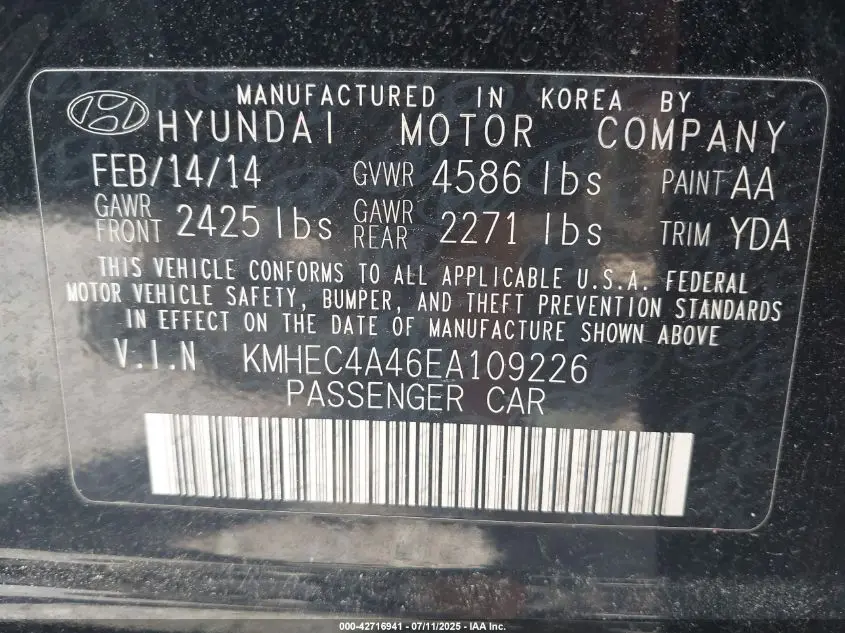 MANUFACTURED IN KOREA BY
HYUNDAI MOTOR COMPANY
FEB/14/14 GVWR 4586 lbs PAINT AA
GAWR FRONT 2425 lbs GAWR REAR 2271 lbs TRIM YDA
THIS VEHICLE CONFORMS TO ALL APPLICABLE U.S.A. FEDERAL
MOTOR VEHICLE SAFETY, BUMPER, AND THEFT PREVENTION STANDARDS
IN EFFECT ON THE DATE OF MANUFACTURE SHOWN ABOVE
V.I.N KMHEC4A46EA109226
PASSENGER CAR
000-42716941 - 07/11/2025 - IAA Inc.